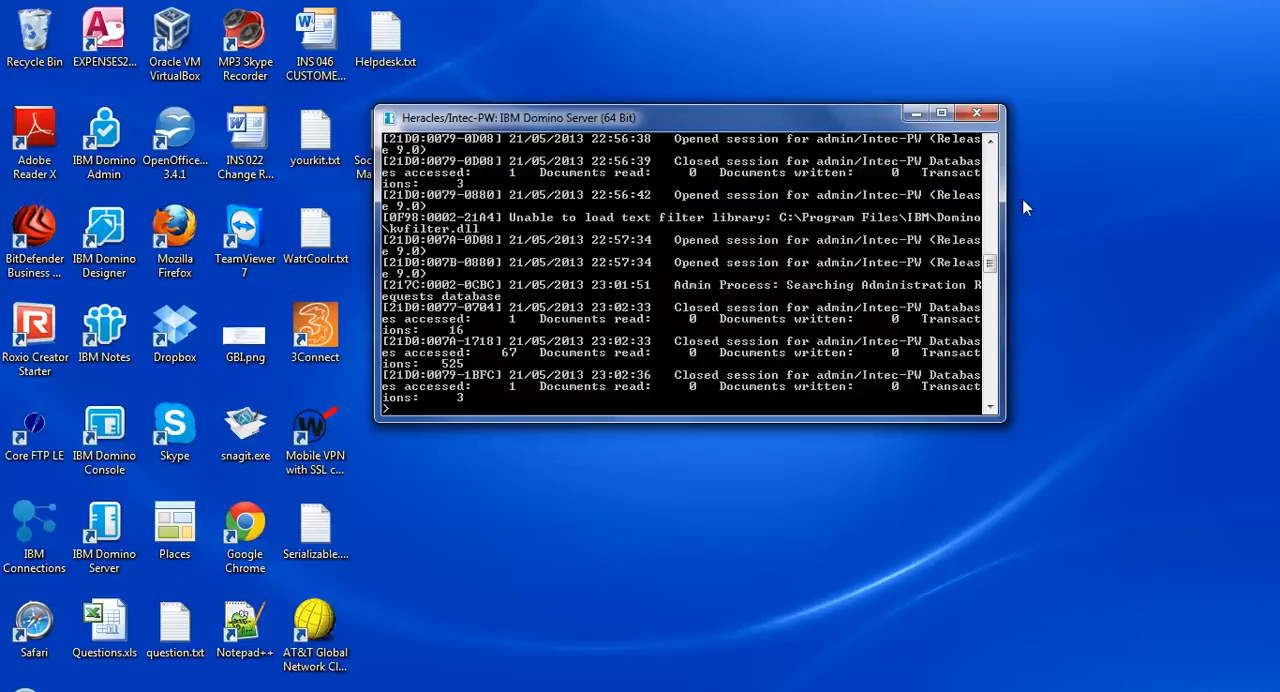 Recycle Bin
EXPENSES2...
Oracle VM
VirtualBox
MP3 Skype
Recorder
INS 046
CUSTOME...
Helpdesk.txt
Adobe
Reader X
IBM Domino
Admin
OpenOffice...
3.4.1
INS 022
Change R...
yourkit.txt
Soc
Ma
BitDefender
Business ...
IBM Domino
Designer
Mozilla
Firefox
TeamViewer
7
WatrCoolr.txt
Roxio Creator
Starter
IBM Notes
Dropbox
GBI.png
3Connect
Core FTP LE
IBM Domino
Console
Skype
snagit.exe
Mobile VPN
with SSL c...
IBM
Connections
IBM Domino
Server
Places
Google
Chrome
Serializable....
Safari
Questions.xls
question.txt
Notepad++
AT&T Global
Network Cl...
Heracles/Intec-PW: IBM Domino Server (64 Bit)
[21D0:0079-0D08] 21/05/2013 22:56:38   Opened session for admin/Intec-PW (Releas
e 9.0)
[21D0:0079-0D08] 21/05/2013 22:56:39   Closed session for admin/Intec-PW Databas
es accessed:     1   Documents read:     0   Documents written:     0   Transact
ions:     3
[21D0:0079-0880] 21/05/2013 22:56:42   Opened session for admin/Intec-PW (Releas
e 9.0)
[0F98:0002-21A4] Unable to load text filter library: C:\Program Files\IBM\Domino
\kvfilter.dll
[21D0:007A-0D08] 21/05/2013 22:57:34   Opened session for admin/Intec-PW (Releas
e 9.0)
[21D0:007B-0880] 21/05/2013 22:57:34   Opened session for admin/Intec-PW (Releas
e 9.0)
[217C:0002-0CBC] 21/05/2013 23:01:51   Admin Process: Searching Administration R
equests database
[21D0:0077-0704] 21/05/2013 23:02:33   Closed session for admin/Intec-PW Databas
es accessed:     1   Documents read:     0   Documents written:     0   Transact
ions:    16
[21D0:007A-1718] 21/05/2013 23:02:33   Closed session for admin/Intec-PW Databas
es accessed:    67   Documents read:     0   Documents written:     0   Transact
ions:   525
[21D0:0079-1BFC] 21/05/2013 23:02:36   Closed session for admin/Intec-PW Databas
es accessed:     1   Documents read:     0   Documents written:     0   Transact
ions:     3
>